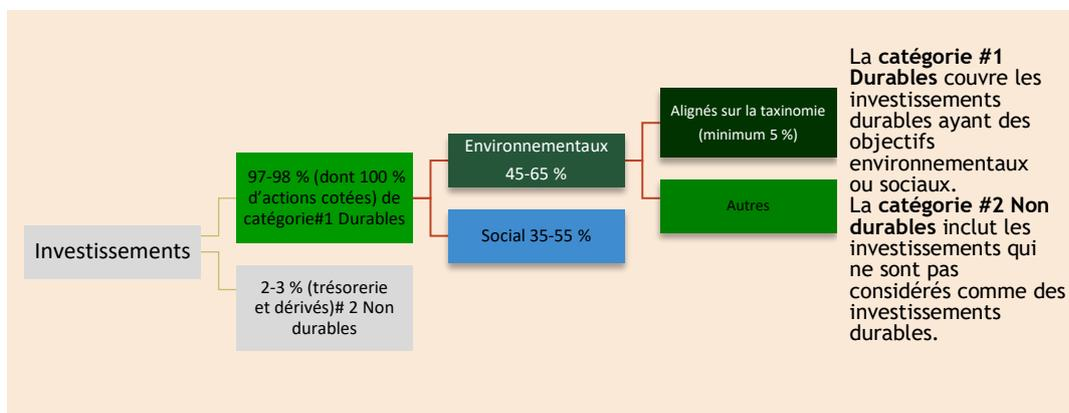 Investissements
97-98 % (dont 100 %
d'actions cotées) de
catégorie#1 Durables
2-3 % (trésorerie
et dérivés)# 2 Non
durables
Environnementaux
45-65 %
Social 35-55 %
Alignés sur la taxinomie
(minimum 5 %)
Autres
La catégorie #1
Durables couvre les
investissements
durables ayant des
objectifs
environnementaux
ou sociaux.
La catégorie #2 Non
durables inclut les
investissements qui
ne sont pas
considérés comme des
investissements
durables.